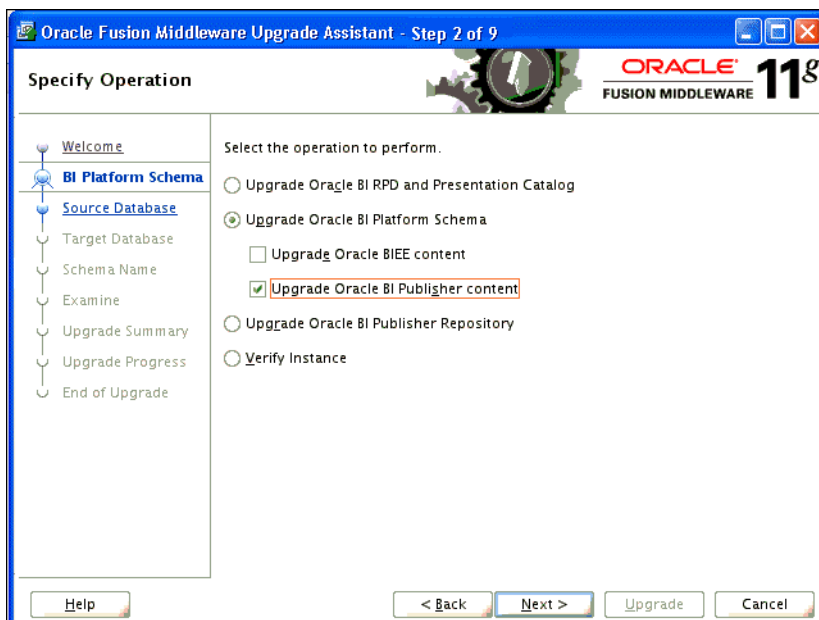 Oracle Fusion Middleware Upgrade Assistant - Step 2 of 9
Specify Operation
ORACLE
FUSION MIDDLEWARE 11g
Welcome
BI Platform Schema
Source Database
Target Database
Schema Name
Examine
Upgrade Summary
Upgrade Progress
End of Upgrade
Select the operation to perform.
Upgrade Oracle BI RPD and Presentation Catalog
Upgrade Oracle BI Platform Schema
Upgrade Oracle BIEE content
Upgrade Oracle BI Publisher content
Upgrade Oracle BI Publisher Repository
Verify Instance
Help
< Back
Next >
Upgrade
Cancel